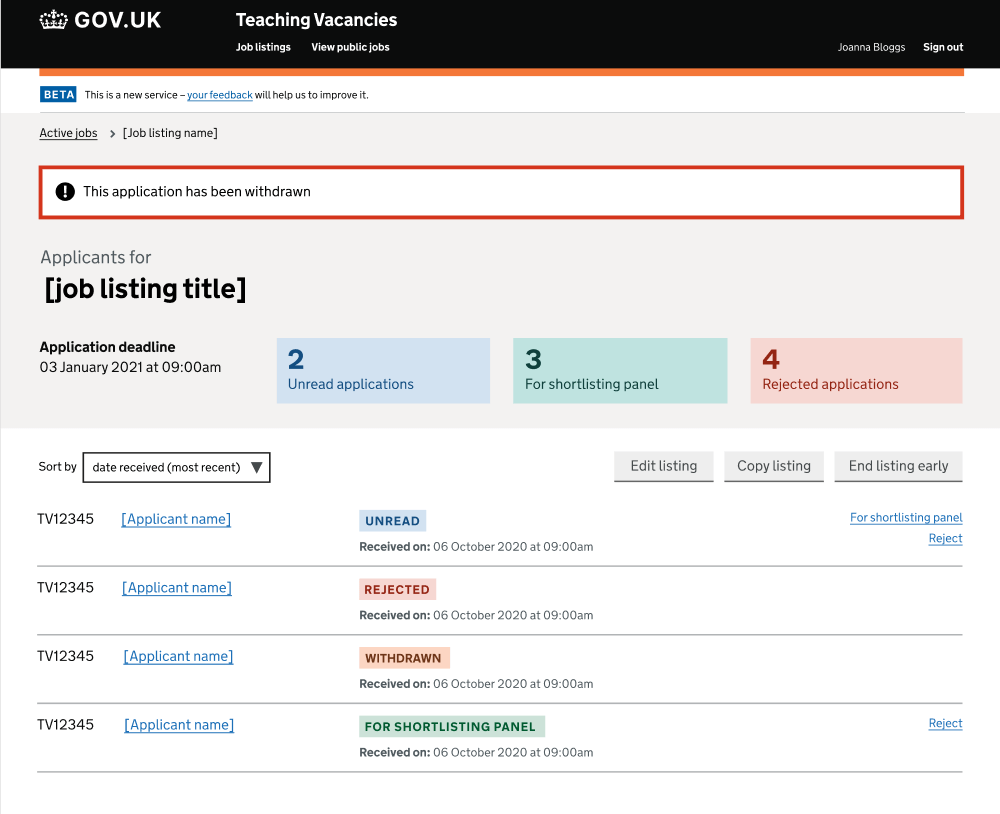 GOV.UK
Teaching Vacancies
Job listings View public jobs
Joanna Bloggs Sign out
BETA This is a new service – your feedback will help us to improve it.
Active jobs > [Job listing name]
! This application has been withdrawn
Applicants for
[job listing title]
Application deadline
03 January 2021 at 09:00am
2
Unread applications
3
For shortlisting panel
4
Rejected applications
Sort by date received (most recent) ▼
Edit listing
Copy listing
End listing early
TV12345 [Applicant name] UNREAD For shortlisting panel
Received on: 06 October 2020 at 09:00am Reject
TV12345 [Applicant name] REJECTED
Received on: 06 October 2020 at 09:00am
TV12345 [Applicant name] WITHDRAWN
Received on: 06 October 2020 at 09:00am
TV12345 [Applicant name] FOR SHORTLISTING PANEL Reject
Received on: 06 October 2020 at 09:00am